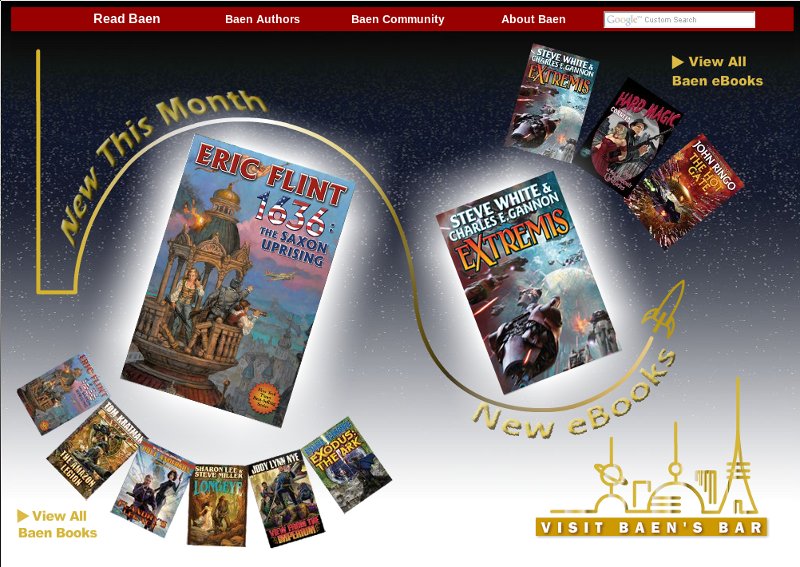 Read Baen
Baen Authors
Baen Community
About Baen
Google™ Custom Search
View All
Baen eBooks
New This Month
ERIC FLINT
1636:
THE SAXON
UPRISING
STEVE WHITE &
CHARLES E. GANNON
EXTREMIS
STEVE WHITE &
CHARLES E. GANNON
EXTREMIS
HARD MAGIC
JOHN RINGO
THE HOT
GATE
New eBooks
ERIC FLINT
TOM KRATMAN
THE AMAZON
LEGION
SHARON LEE &
STEVE MILLER
LONGEYE
JODY LYNN NYE
VIEW FROM THE
IMPERIUM
EXODUS:
THE ARK
View All
Baen Books
VISIT BAEN'S BAR